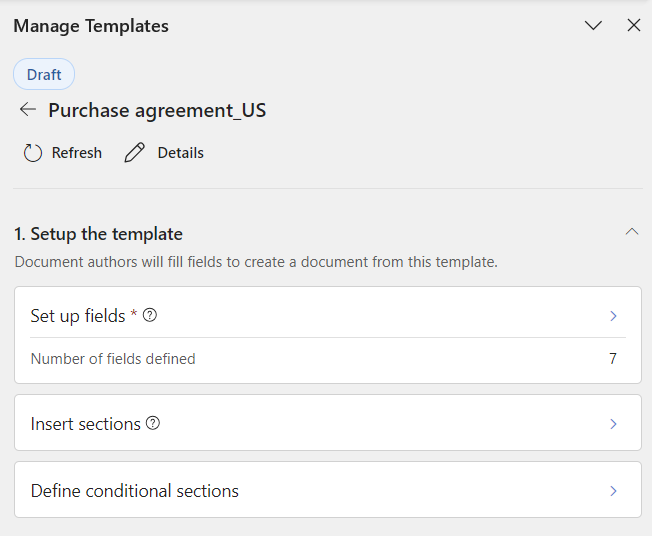 Manage Templates
Draft
Purchase agreement_US
Refresh Details
1. Setup the template
Document authors will fill fields to create a document from this template.
Set up fields *
Number of fields defined 7
Insert sections
Define conditional sections